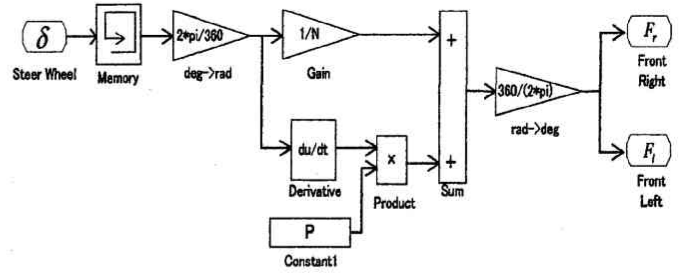 δ
Steer Wheel
Memory
2*pi/360
deg->rad
1/N
Gain
du/dt
Derivative
P
Constant1
x
Product
+
+
Sum
360/(2*pi)
rad->deg
Fr
Front
Right
Fl
Front
Left